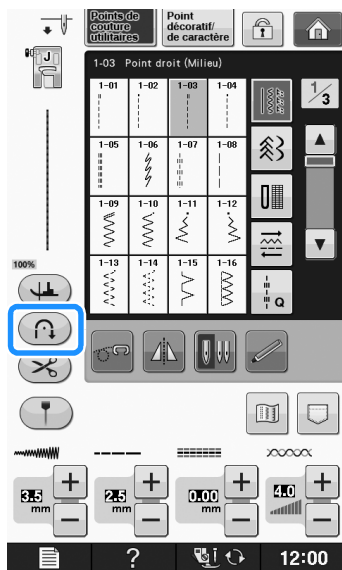 Points de couture utilitaires
Point décoratif/ de caractère
J
1-03 Point droit (Milieu)
1/3
1-01 1-02 1-03 1-04
1-05 1-06 1-07 1-08
1-09 1-10 1-11 1-12
1-13 1-14 1-15 1-16
Q
100%
3.5 mm
2.5 mm
0.00 mm
4.0
?
12:00